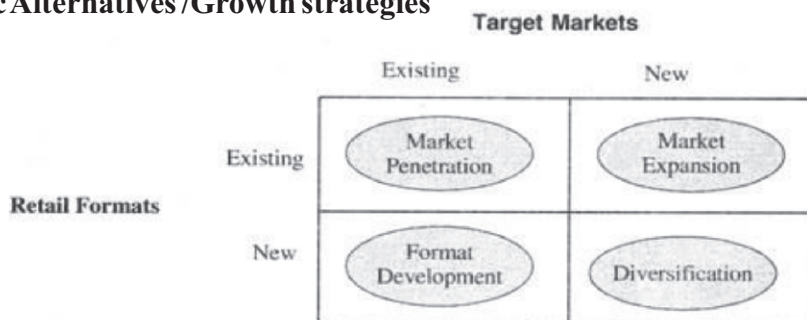 c Alternatives /Growth strategies
Target Markets
Existing New
Market
Penetration
Market
Expansion
Existing
Retail Formats
New
Format
Development
Diversification